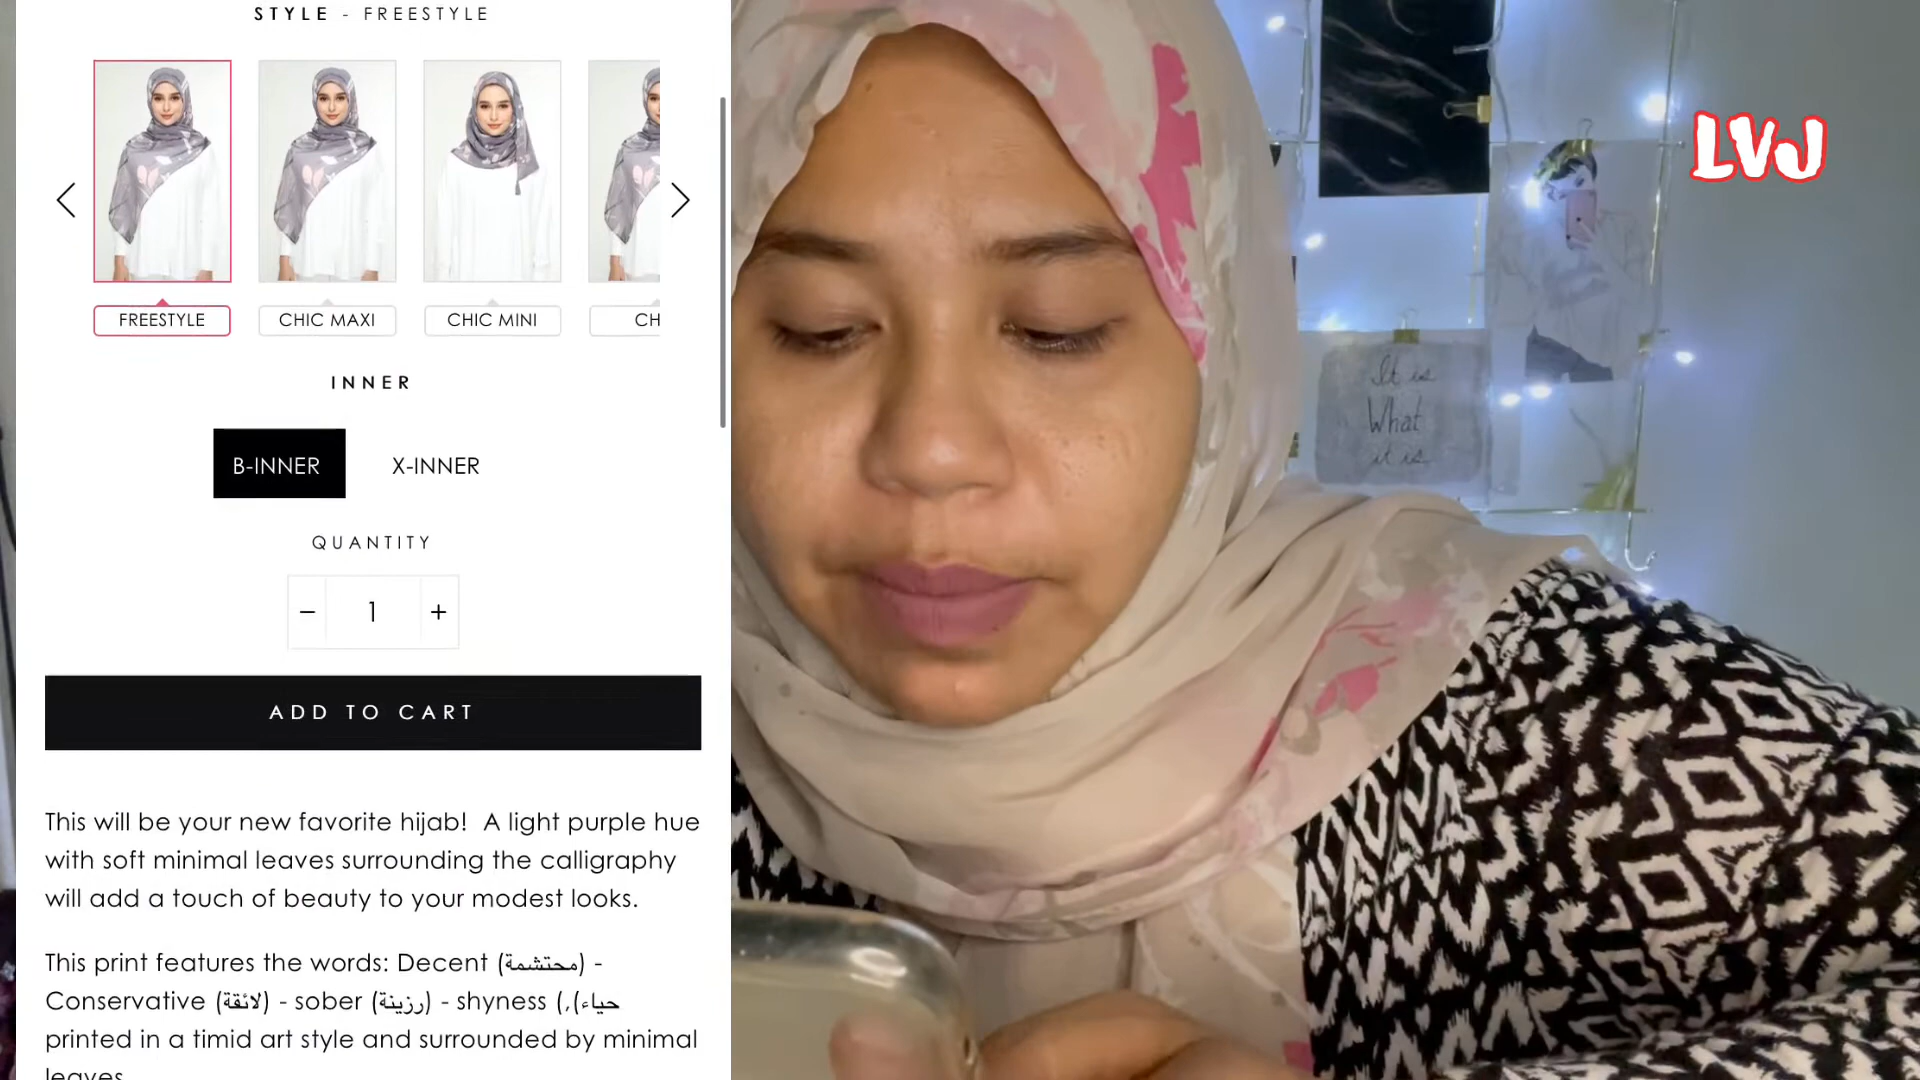 STYLE - FREESTYLE
FREESTYLE
CHIC MAXI
CHIC MINI
CH
INNER
B-INNER
X-INNER
QUANTITY
− 1 +
ADD TO CART
This will be your new favorite hijab! A light purple hue
with soft minimal leaves surrounding the calligraphy
will add a touch of beauty to your modest looks.
This print features the words: Decent (محتشمة) -
Conservative (لائقة) - sober (رزينة) - shyness (,(حياء
printed in a timid art style and surrounded by minimal
leaves
LVJ
It is
What
it is